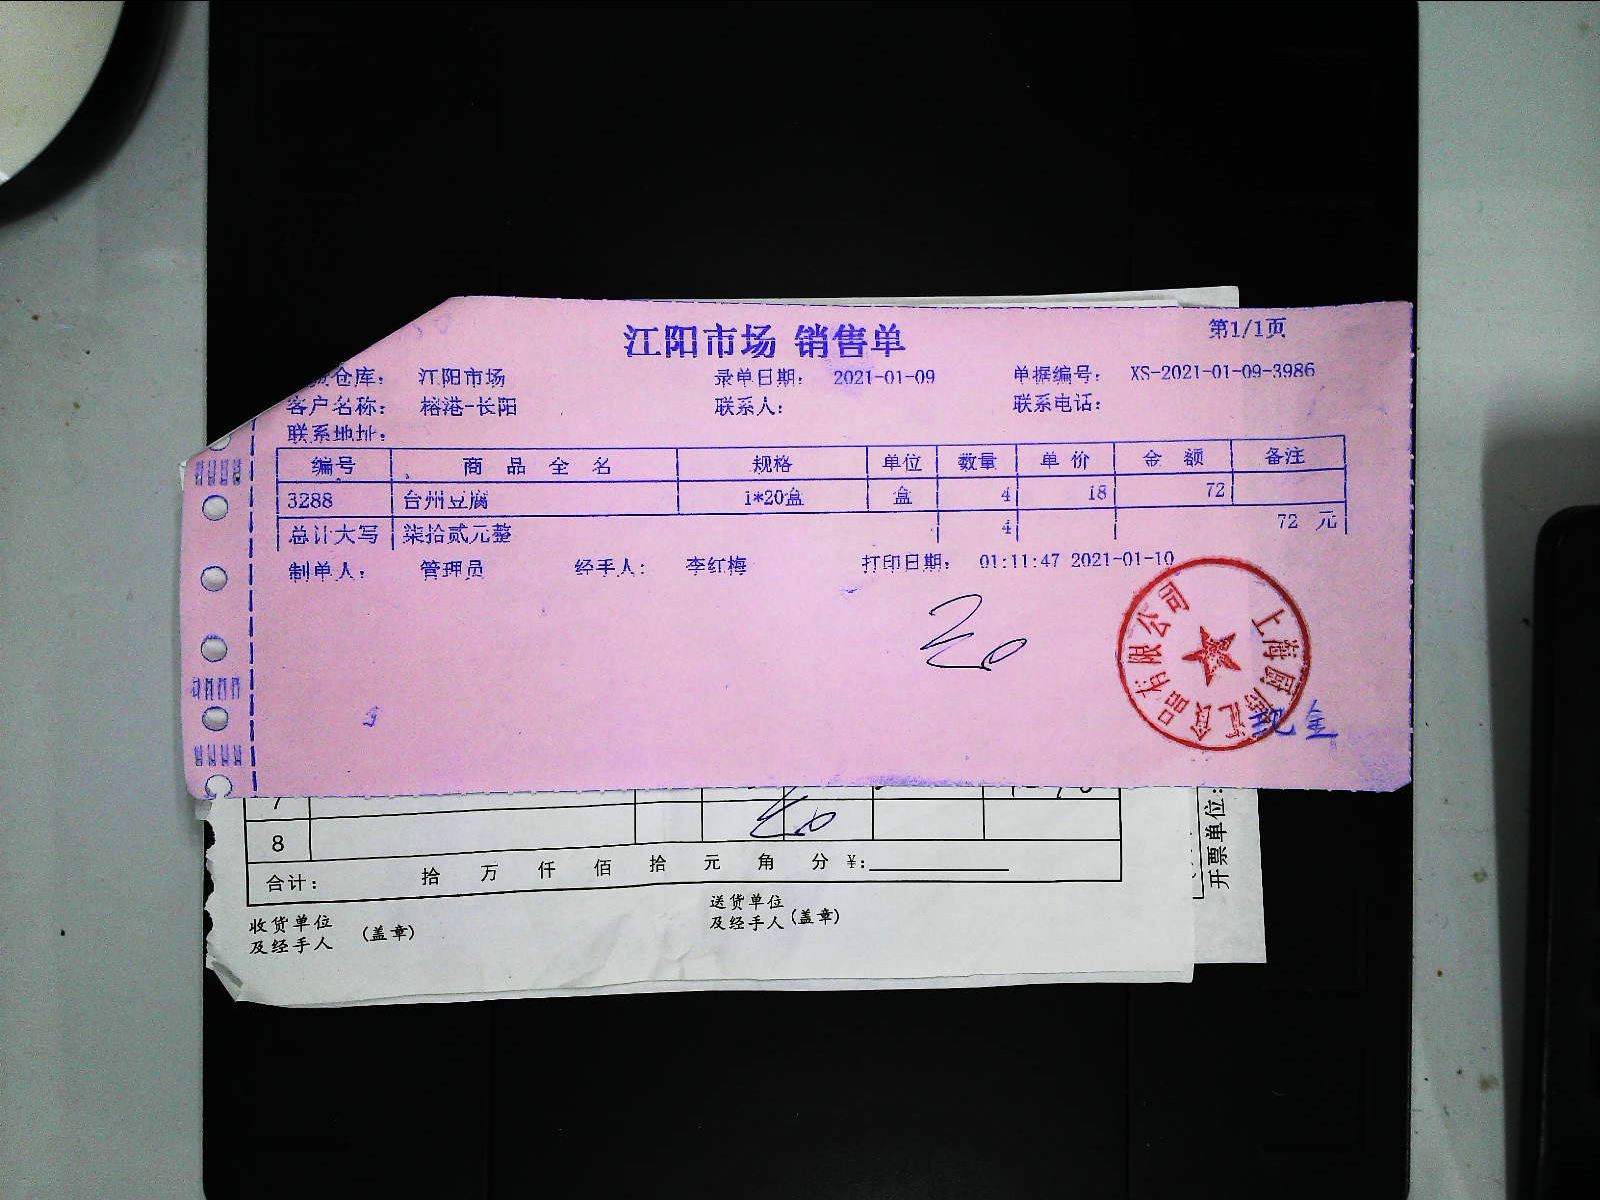 江阳市场 销售单
第1/1页
仓库： 江阳市场 录单日期： 2021-01-09 单据编号： XS-2021-01-09-3986
客户名称： 榕港-长阳 联系人： 联系电话：
联系地址：
编号 商品全名 规格 单位 数量 单价 金额 备注
3288 台州豆腐 1*20盒 盒 4 18 72
总计大写 柒拾贰元整 4 72 元
制单人： 管理员 经手人： 李红梅 打印日期： 01:11:47 2021-01-10
现金
7
8
合计： 拾 万 仟 佰 拾 元 角 分 ¥:
收货单位及经手人 (盖章)
送货单位及经手人(盖章)
开票单位: